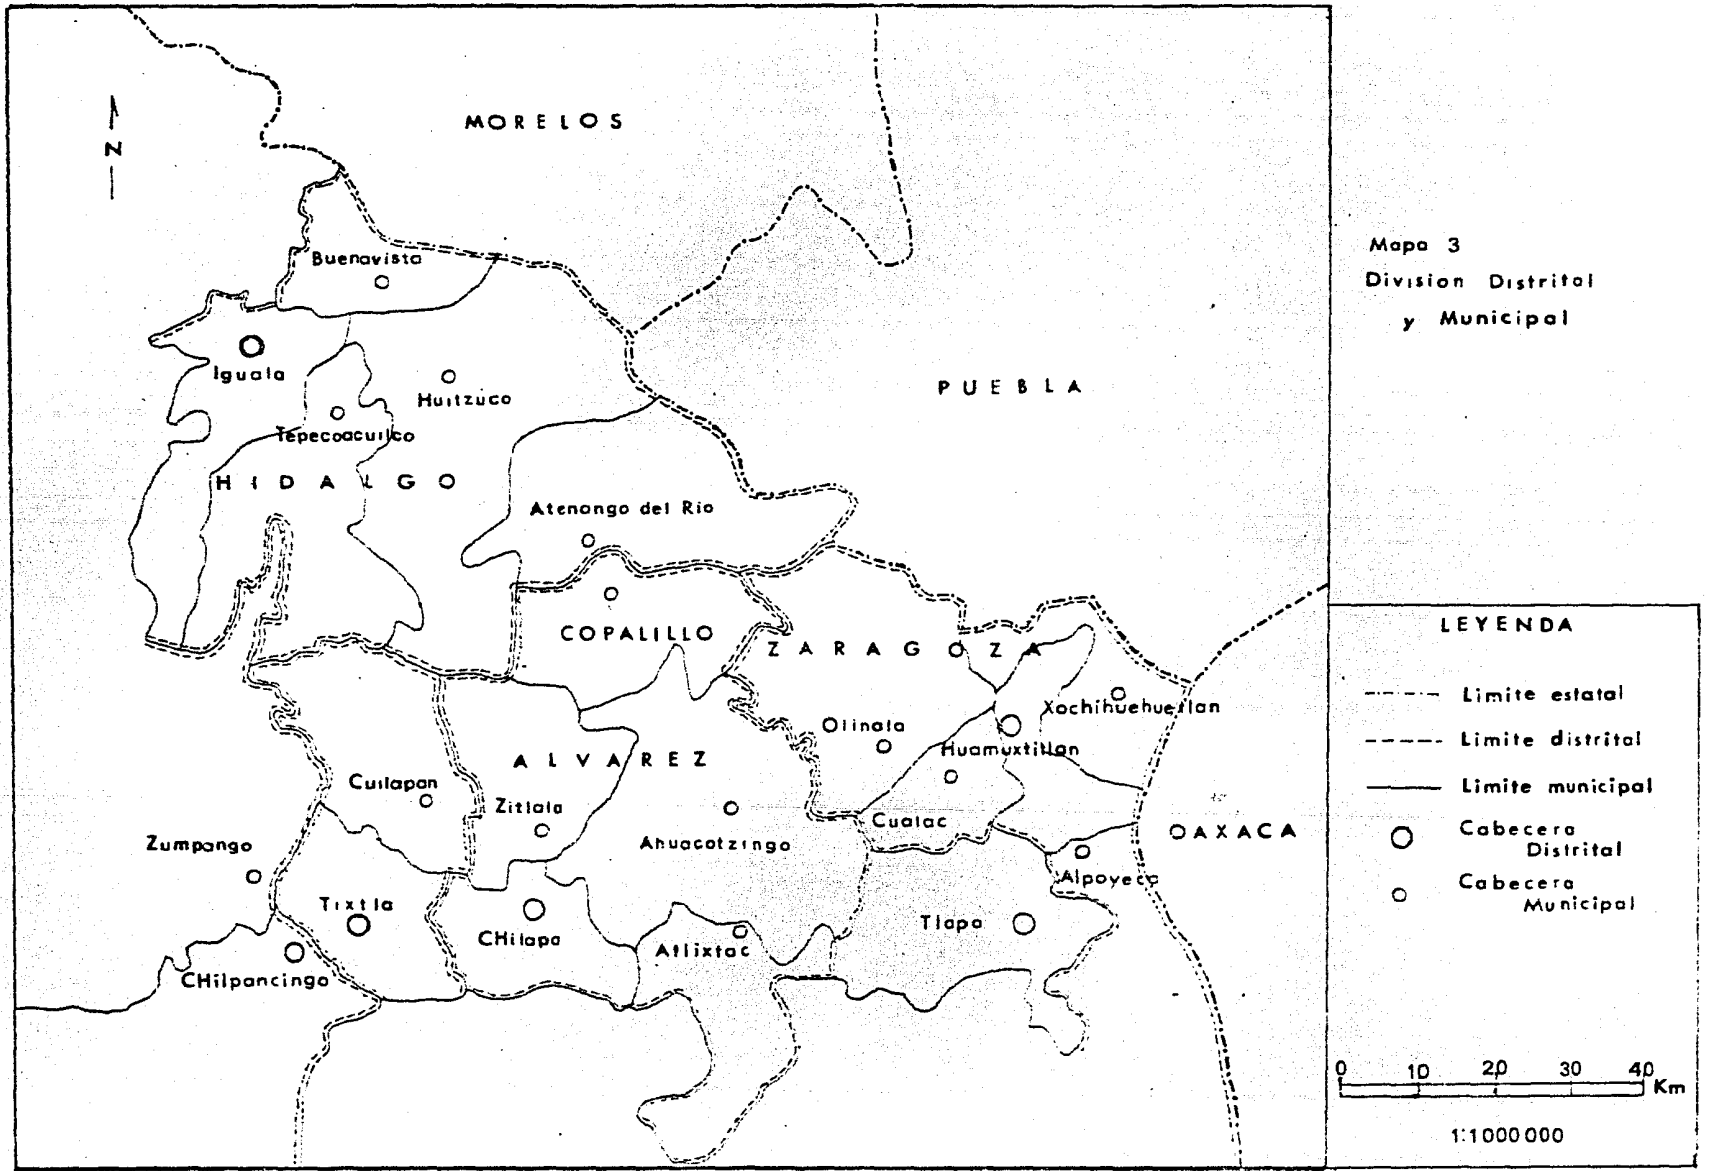 MORELOS
N
Buenavista
Mapa 3
Division Distrital
y Municipal
Iguala
Huitzuco
PUEBLA
Tepecoacuilco
HIDALGO
Atenango del Rio
COPALILLO
ZARAGOZA
Xochihuehuetlan
Olinala
Huamuxtitlan
ALVAREZ
Cuilapan
Zitlala
Cualac
OAXACA
Zumpango
Ahuacotzingo
Alpoyeca
Tixtla
Tlapa
CHilapa
Atlixtac
CHilpancingo
LEYENDA
Limite estatal
Limite distrital
Limite municipal
Cabecera
Distrital
Cabecera
Municipal
0 10 20 30 40
Km
1:1000000